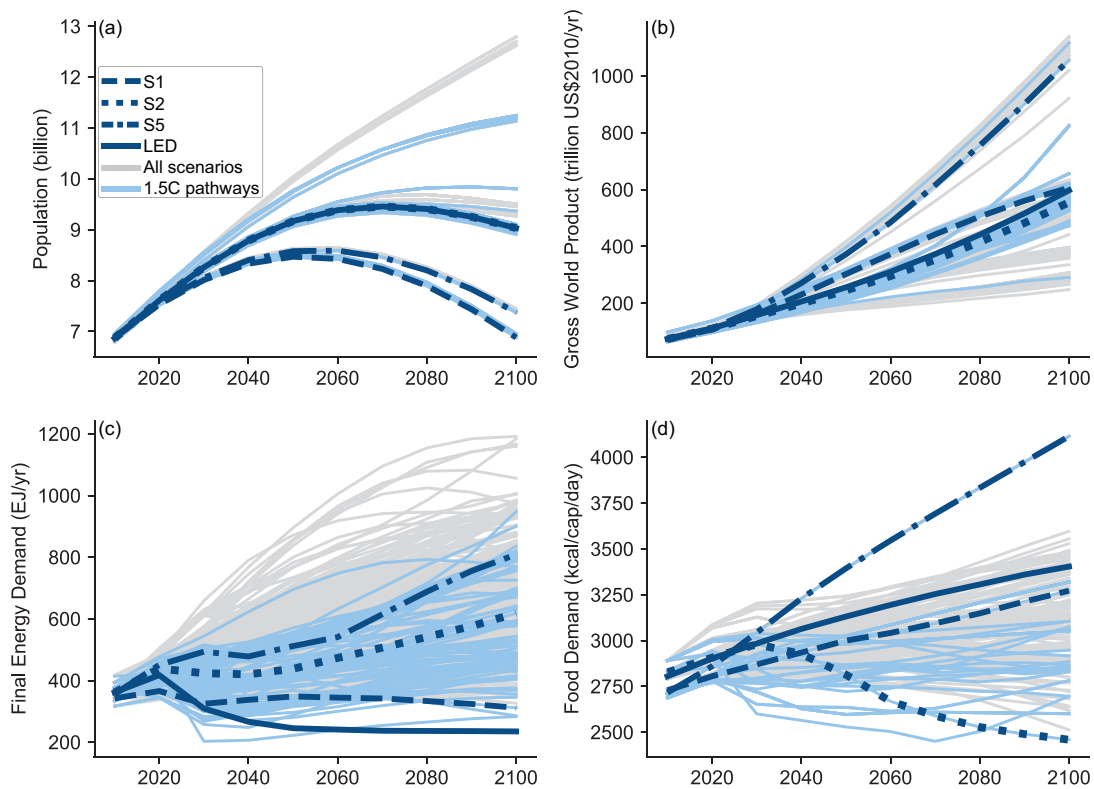 (a)
13
12
11
10
9
8
7
Population (billion)
S1
S2
S5
LED
All scenarios
1.5C pathways
2020 2040 2060 2080 2100
(b)
1000
800
600
400
200
Gross World Product (trillion US$2010/yr)
2020 2040 2060 2080 2100
(c)
1200
1000
800
600
400
200
Final Energy Demand (EJ/yr)
2020 2040 2060 2080 2100
(d)
4000
3750
3500
3250
3000
2750
2500
Food Demand (kcal/cap/day)
2020 2040 2060 2080 2100